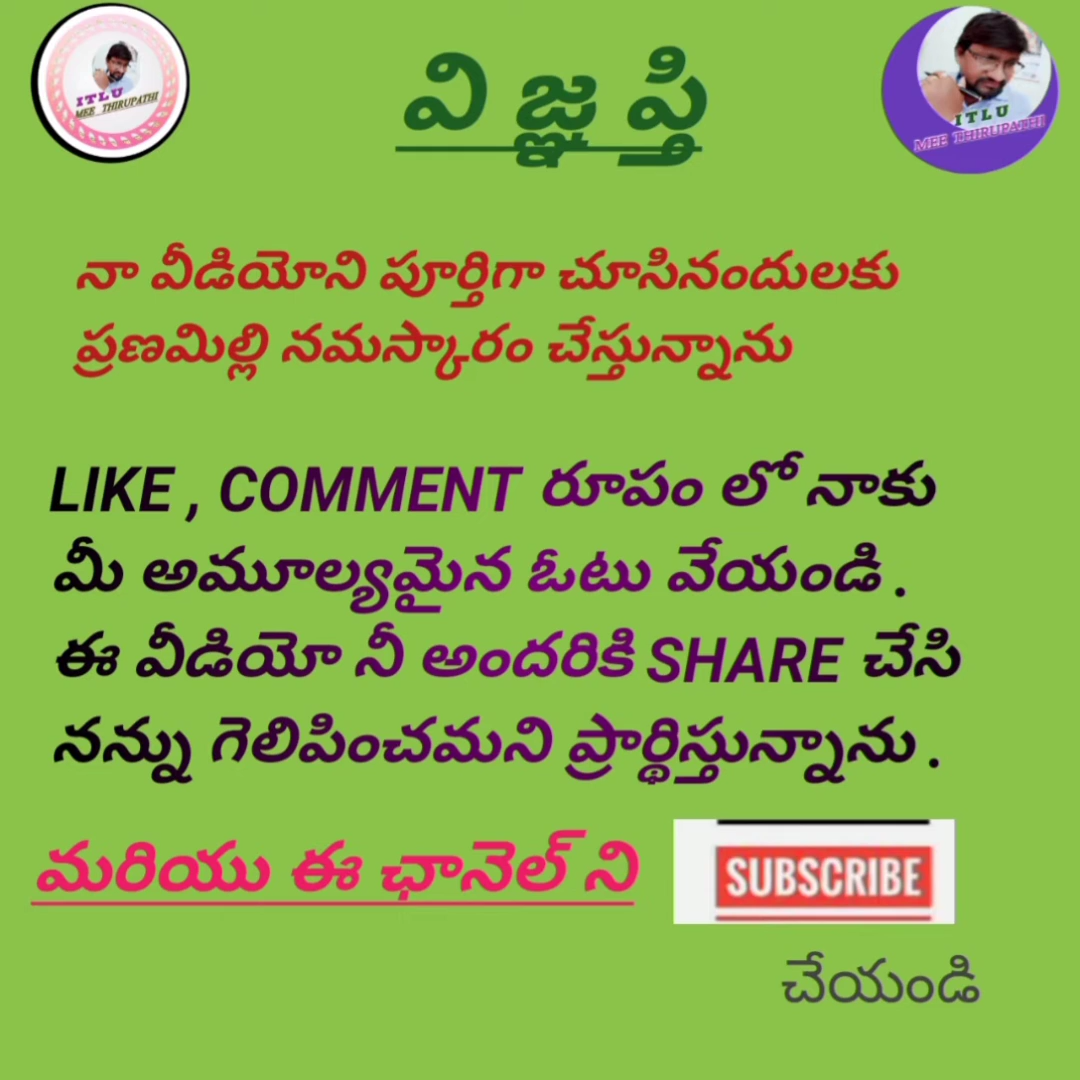 ITLU
MEE THIRUPATHI
వి జ్ఞ ప్తి
ITLU
MEE THIRUPATHI
నా వీడియోని పూర్తిగా చూసినందులకు
ప్రణమిల్లి నమస్కారం చేస్తున్నాను
LIKE , COMMENT రూపం లో నాకు
మీ అమూల్యమైన ఓటు వేయండి .
ఈ వీడియో నీ అందరికి SHARE చేసి
నన్ను గెలిపించమని ప్రార్థిస్తున్నాను .
మరియు ఈ ఛానెల్ ని SUBSCRIBE
చేయండి